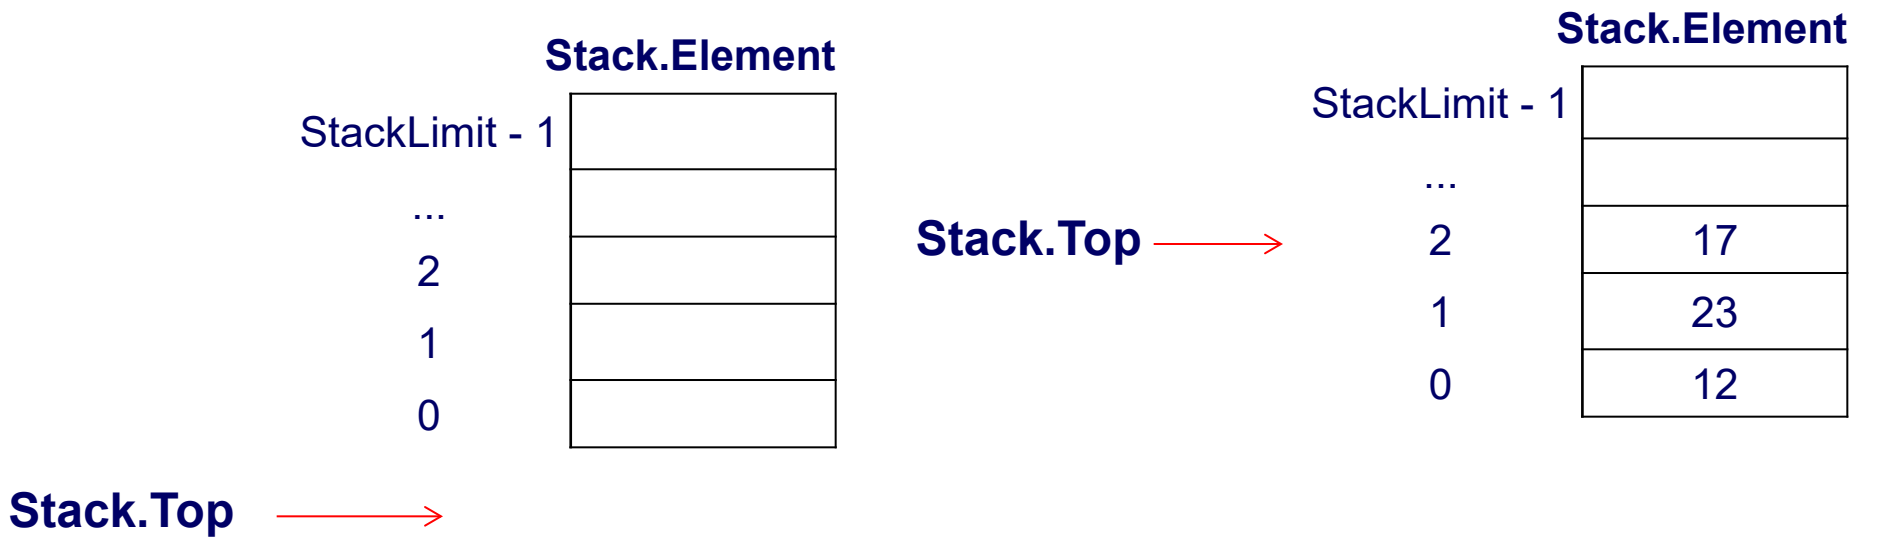 Stack.Element
StackLimit - 1
...
2
1
0
Stack.Top
Stack.Element
StackLimit - 1
...
Stack.Top 2 17
1 23
0 12